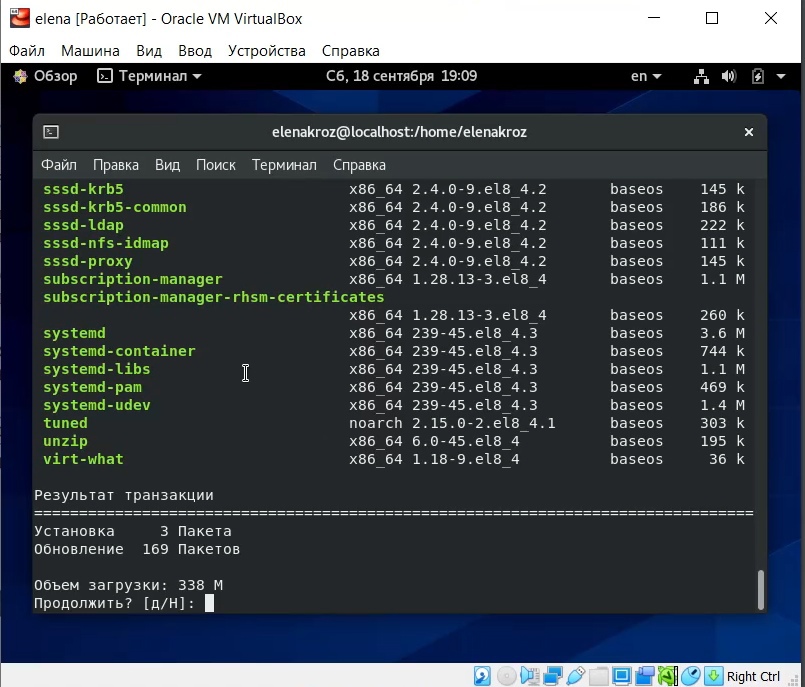 elena [Работает] - Oracle VM VirtualBox
Файл Машина Вид Ввод Устройства Справка
Обзор Терминал Сб, 18 сентября 19:09 en
elenakroz@localhost:/home/elenakroz
Файл Правка Вид Поиск Терминал Справка
sssd-krb5 x86_64 2.4.0-9.el8_4.2 baseos 145 k
sssd-krb5-common x86_64 2.4.0-9.el8_4.2 baseos 186 k
sssd-ldap x86_64 2.4.0-9.el8_4.2 baseos 222 k
sssd-nfs-idmap x86_64 2.4.0-9.el8_4.2 baseos 111 k
sssd-proxy x86_64 2.4.0-9.el8_4.2 baseos 145 k
subscription-manager x86_64 1.28.13-3.el8_4 baseos 1.1 M
subscription-manager-rhsm-certificates
x86_64 1.28.13-3.el8_4 baseos 260 k
systemd x86_64 239-45.el8_4.3 baseos 3.6 M
systemd-container x86_64 239-45.el8_4.3 baseos 744 k
systemd-libs x86_64 239-45.el8_4.3 baseos 1.1 M
systemd-pam x86_64 239-45.el8_4.3 baseos 469 k
systemd-udev x86_64 239-45.el8_4.3 baseos 1.4 M
tuned noarch 2.15.0-2.el8_4.1 baseos 303 k
unzip x86_64 6.0-45.el8_4 baseos 195 k
virt-what x86_64 1.18-9.el8_4 baseos 36 k
Результат транзакции
================================================================================
Установка 3 Пакета
Обновление 169 Пакетов
Объем загрузки: 338 M
Продолжить? [д/Н]:
Right Ctrl